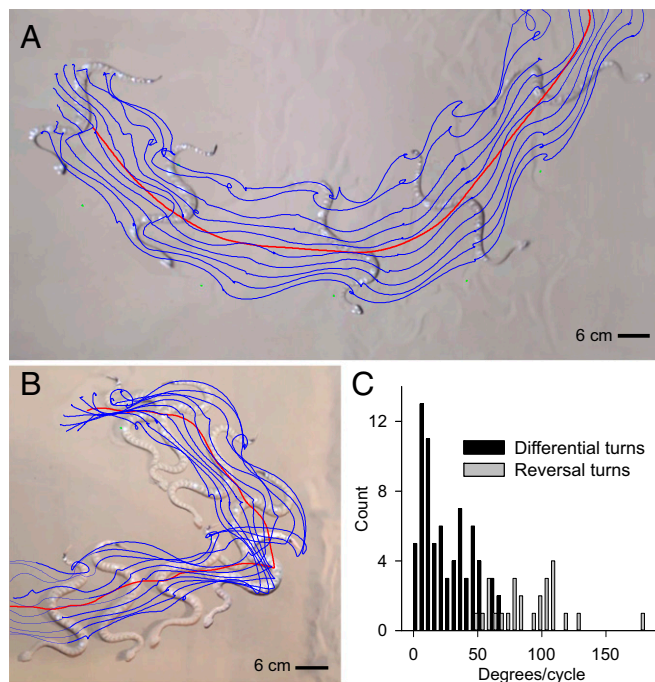 A
6 cm
B
6 cm
C
12
8
4
0
Count
Differential turns
Reversal turns
0
50
100
150
Degrees/cycle